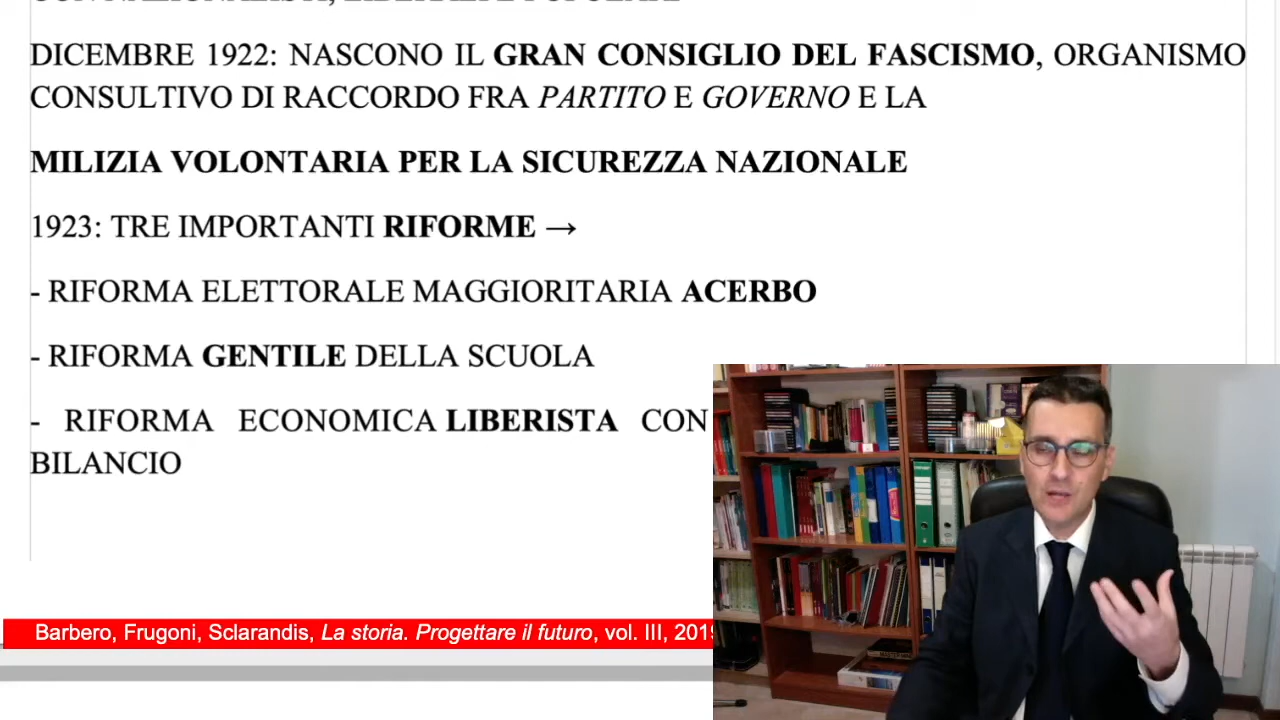 DICEMBRE 1922: NASCONO IL GRAN CONSIGLIO DEL FASCISMO, ORGANISMO
CONSULTIVO DI RACCORDO FRA PARTITO E GOVERNO E LA
MILIZIA VOLONTARIA PER LA SICUREZZA NAZIONALE
1923: TRE IMPORTANTI RIFORME →
- RIFORMA ELETTORALE MAGGIORITARIA ACERBO
- RIFORMA GENTILE DELLA SCUOLA
- RIFORMA ECONOMICA LIBERISTA CON
BILANCIO
Barbero, Frugoni, Sclarandis, La storia. Progettare il futuro, vol. III, 2019